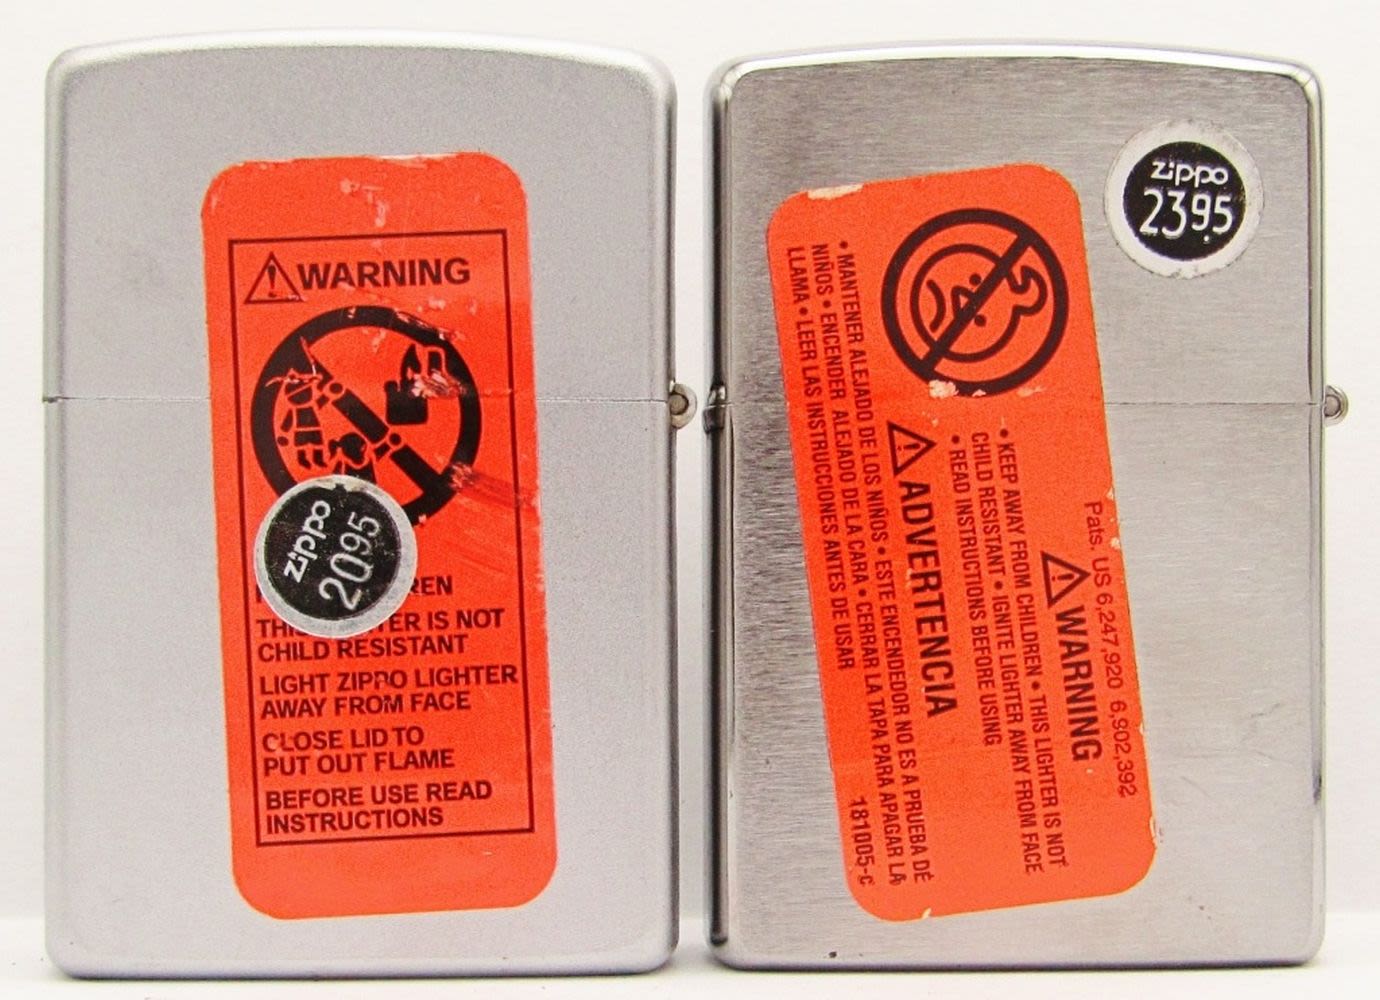 WARNING
zippo
2095
REN
TER IS NOT
CHILD RESISTANT
LIGHT ZIPPO LIGHTER
AWAY FROM FACE
CLOSE LID TO
PUT OUT FLAME
BEFORE USE READ
INSTRUCTIONS
zippo
2395
Pats. US 6,247,920 6,902,392
WARNING
• KEEP AWAY FROM CHILDREN • THIS LIGHTER IS NOT
CHILD RESISTANT • IGNITE LIGHTER AWAY FROM FACE
• READ INSTRUCTIONS BEFORE USING
ADVERTENCIA
• MANTENER ALEJADO DE LOS NIÑOS • ESTE ENCENDEDOR NO ES A PRUEBA DE
NIÑOS • ENCENDER ALEJADO DE LA CARA • CERRAR LA TAPA PARA APAGAR LA
LLAMA • LEER LAS INSTRUCCIONES ANTES DE USAR
181005-c